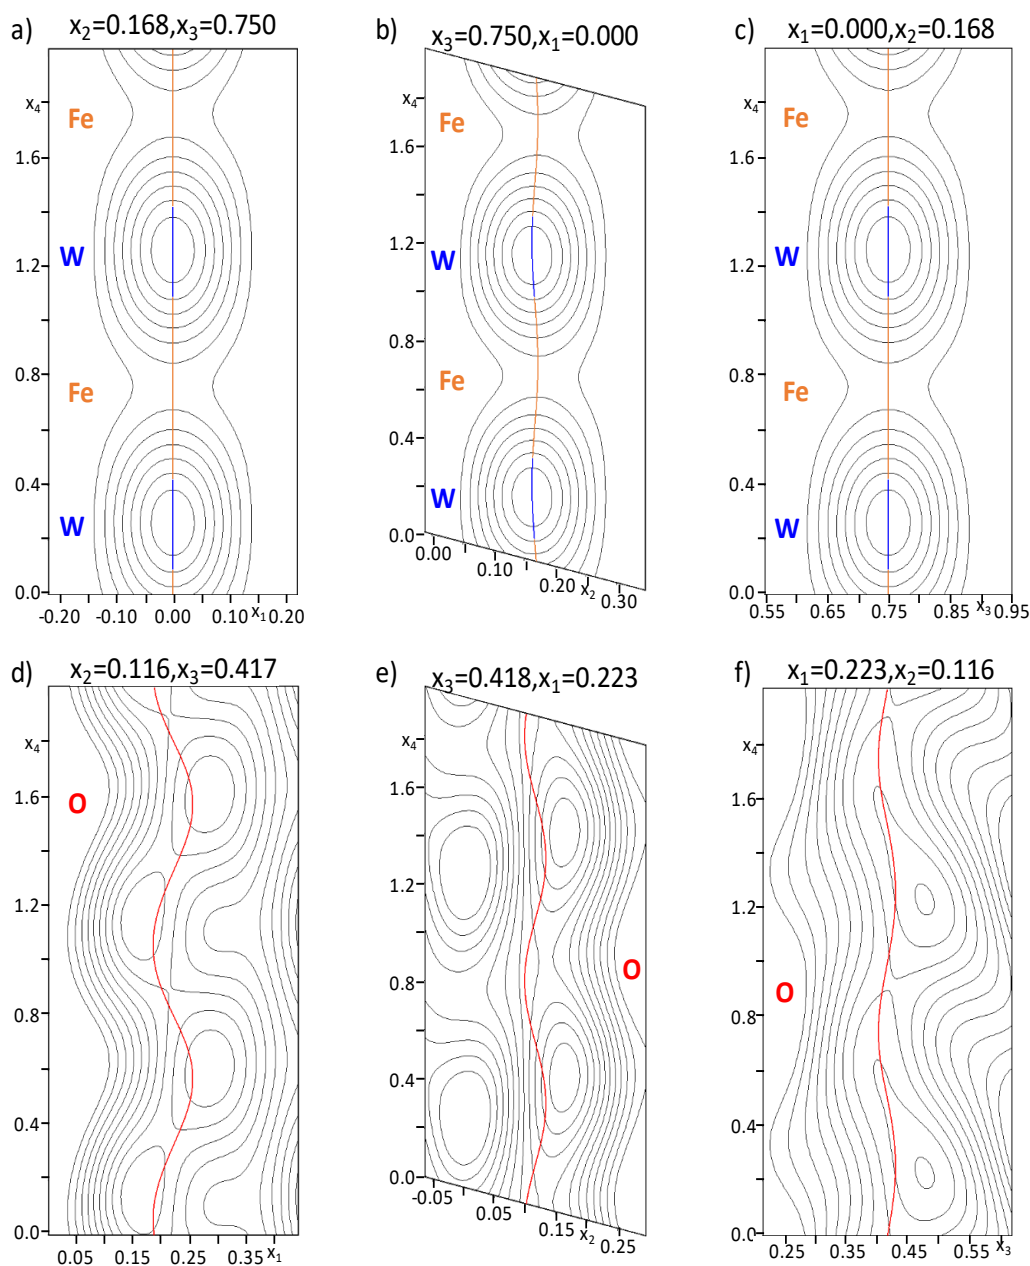 a) x2=0.168,x3=0.750
x4
Fe
1.6
W
1.2
0.8
Fe
0.4
W
0.0
-0.20 -0.10 0.00 0.10 x1 0.20
b) x3=0.750,x1=0.000
x4
Fe
1.6
W
1.2
0.8
Fe
0.4
W
0.0
0.00 0.10 0.20 x2 0.30
c) x1=0.000,x2=0.168
x4
Fe
1.6
W
1.2
0.8
Fe
0.4
W
0.0
0.55 0.65 0.75 0.85 x3 0.95
d) x2=0.116,x3=0.417
x4
O
1.6
1.2
0.8
0.4
0.0
0.05 0.15 0.25 0.35 x1
e) x3=0.418,x1=0.223
x4
1.6
1.2
O
0.8
0.4
0.0
-0.05 0.05 0.15 x2 0.25
f) x1=0.223,x2=0.116
x4
1.6
1.2
O
0.8
0.4
0.0
0.25 0.35 0.45 0.55 x3